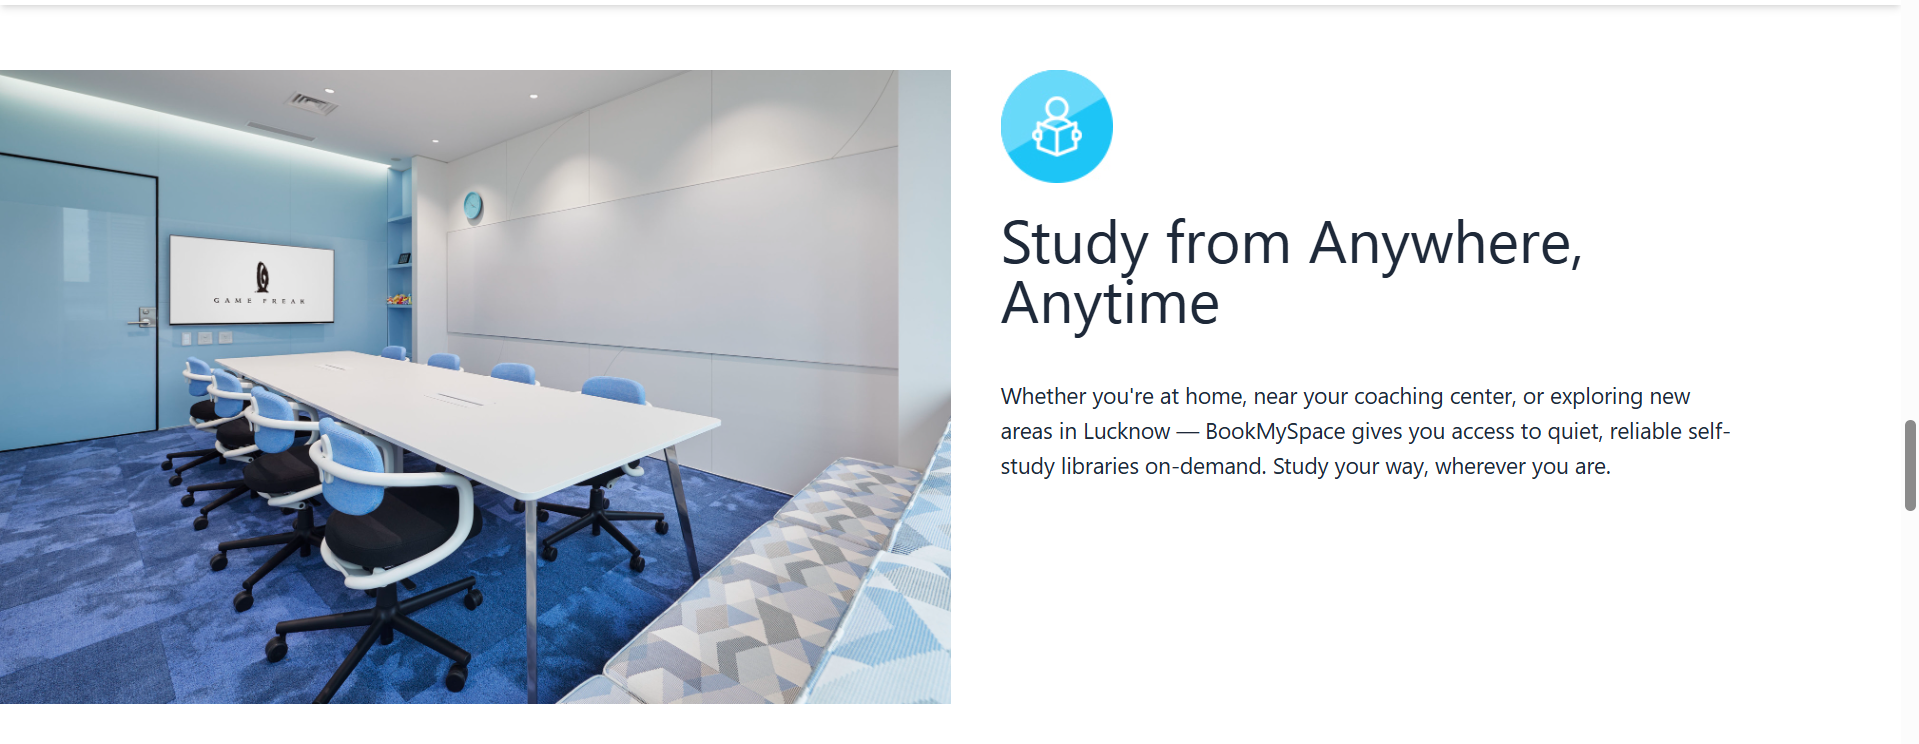 GAME FREAK
Study from Anywhere,
Anytime
Whether you're at home, near your coaching center, or exploring new
areas in Lucknow — BookMySpace gives you access to quiet, reliable self-
study libraries on-demand. Study your way, wherever you are.